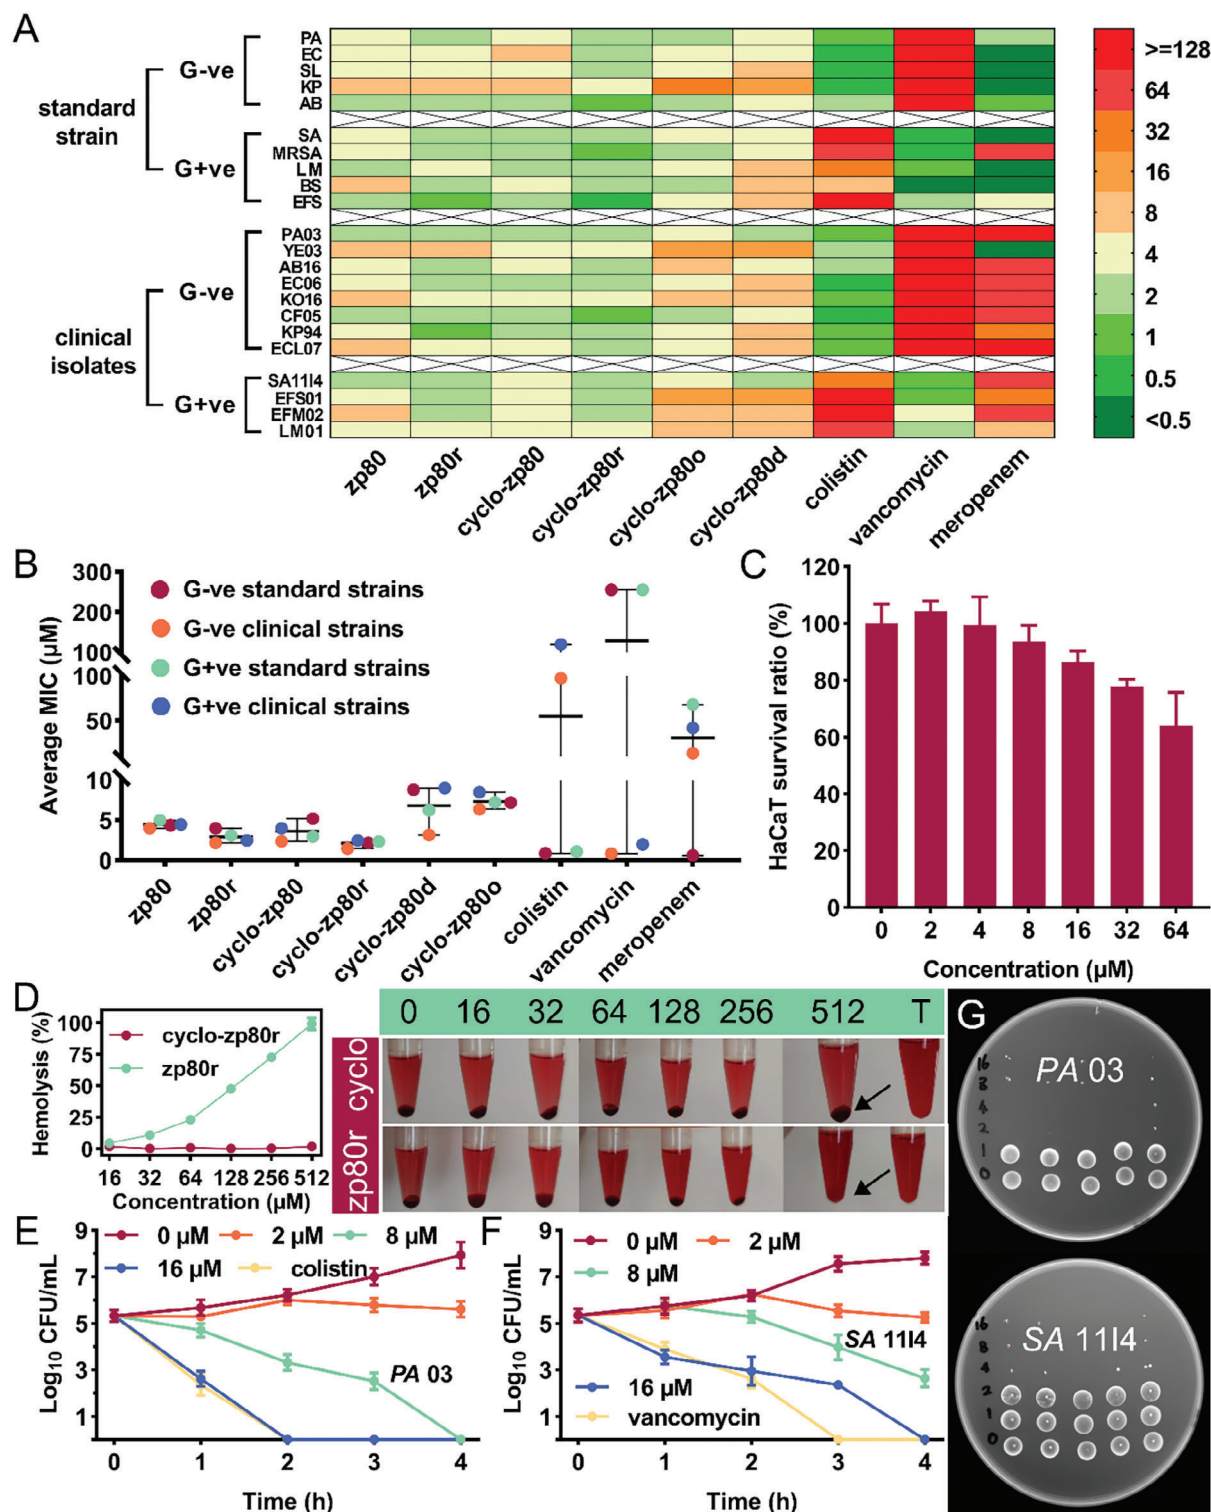 A
standard
strain
G-ve
G+ve
clinical
isolates
G-ve
G+ve
PA
EC
SL
KP
AB
SA
MRSA
LM
BS
EFS
PA03
YE03
AB16
EC06
KO16
CF05
KP94
ECL07
SA11I4
EFS01
EFM02
LM01
zp80
zp80r
cyclo-zp80
cyclo-zp80r
cyclo-zp80o
cyclo-zp80d
colistin
vancomycin
meropenem
>=128
64
32
16
8
4
2
1
0.5
<0.5
B
Average MIC (µM)
300
200
100
100
50
10
5
0
G-ve standard strains
G-ve clinical strains
G+ve standard strains
G+ve clinical strains
zp80
zp80r
cyclo-zp80
cyclo-zp80r
cyclo-zp80d
cyclo-zp80o
colistin
vancomycin
meropenem
C
HaCaT survival ratio (%)
120
100
80
60
40
20
0
0 2 4 8 16 32 64
Concentration (µM)
D
Hemolysis (%)
100
75
50
25
0
cyclo-zp80r
zp80r
16 32 64 128 256 512
Concentration (µM)
0 16 32 64 128 256 512 T
cyclo
zp80r
E
0 µM 2 µM 8 µM
16 µM colistin
Log10 CFU/mL
9
7
5
3
1
PA 03
0 1 2 3 4
Time (h)
F
0 µM 2 µM
8 µM
SA 11I4
16 µM
vancomycin
Log10 CFU/mL
9
7
5
3
1
0 1 2 3 4
Time (h)
G
PA 03
16
8
4
2
1
0
SA 11I4
16
8
4
2
1
0